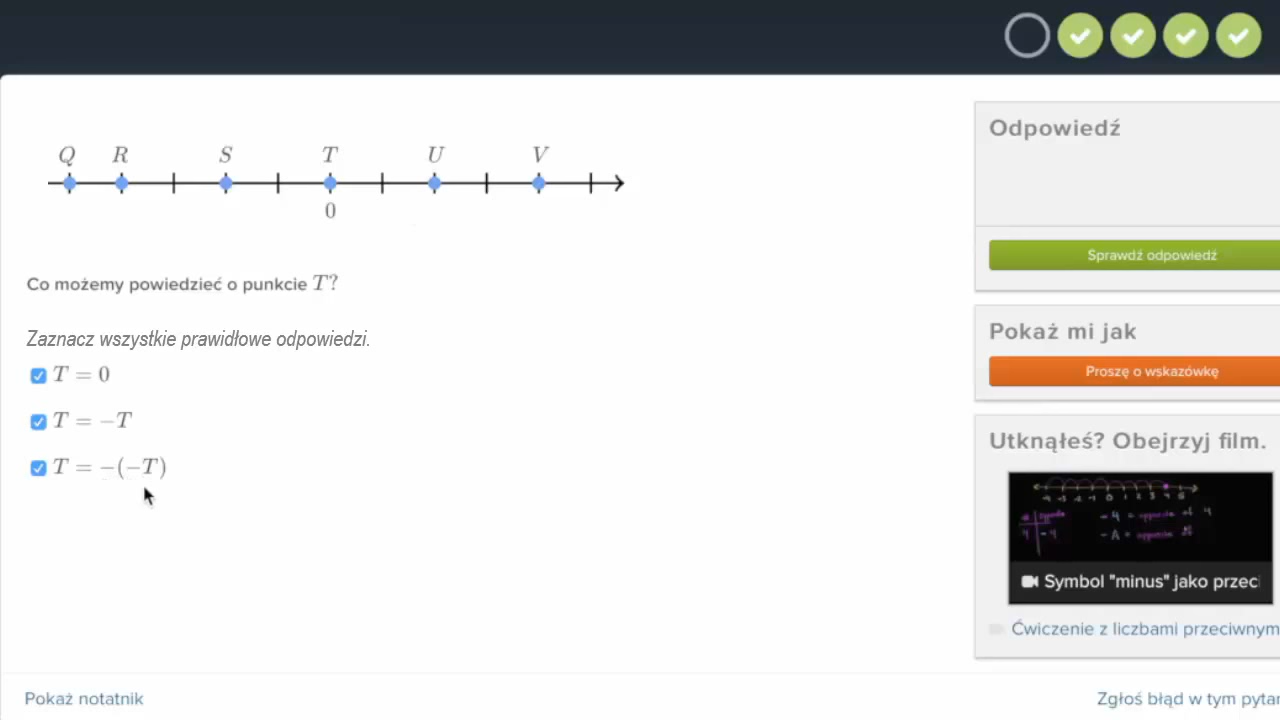 Q R S T U V
0
Co możemy powiedzieć o punkcie T?
Zaznacz wszystkie prawidłowe odpowiedzi.
T = 0
T = −T
T = −(−T)
Pokaż notatnik
Odpowiedź
Sprawdź odpowiedź
Pokaż mi jak
Proszę o wskazówkę
Utknąłeś? Obejrzyj film.
Symbol "minus" jako przec
Ćwiczenie z liczbami przeciwnym
Zgłoś błąd w tym pytan